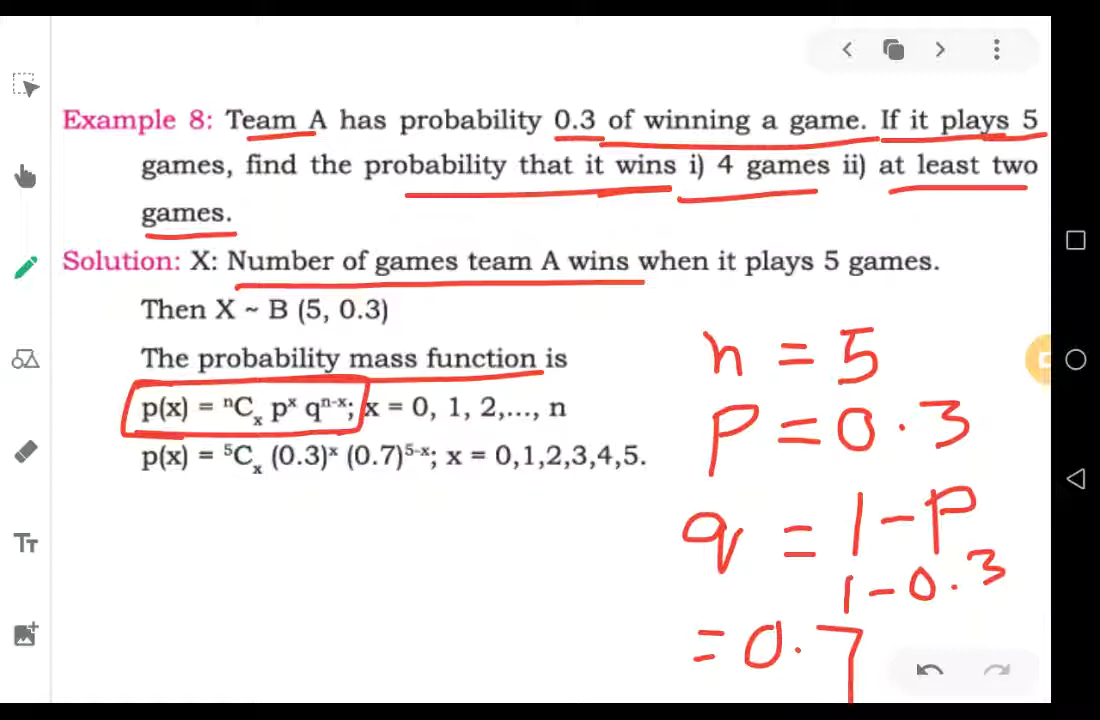 Example 8: Team A has probability 0.3 of winning a game. If it plays 5
games, find the probability that it wins i) 4 games ii) at least two
games.
Solution: X: Number of games team A wins when it plays 5 games.
Then X ~ B (5, 0.3)
The probability mass function is
p(x) = ⁿCₓ pˣ qⁿ⁻ˣ; x = 0, 1, 2,..., n
p(x) = ⁵Cₓ (0.3)ˣ (0.7)⁵⁻ˣ; x = 0,1,2,3,4,5.
n = 5
p = 0.3
q = 1 - p
1 - 0.3
= 0.7
TT